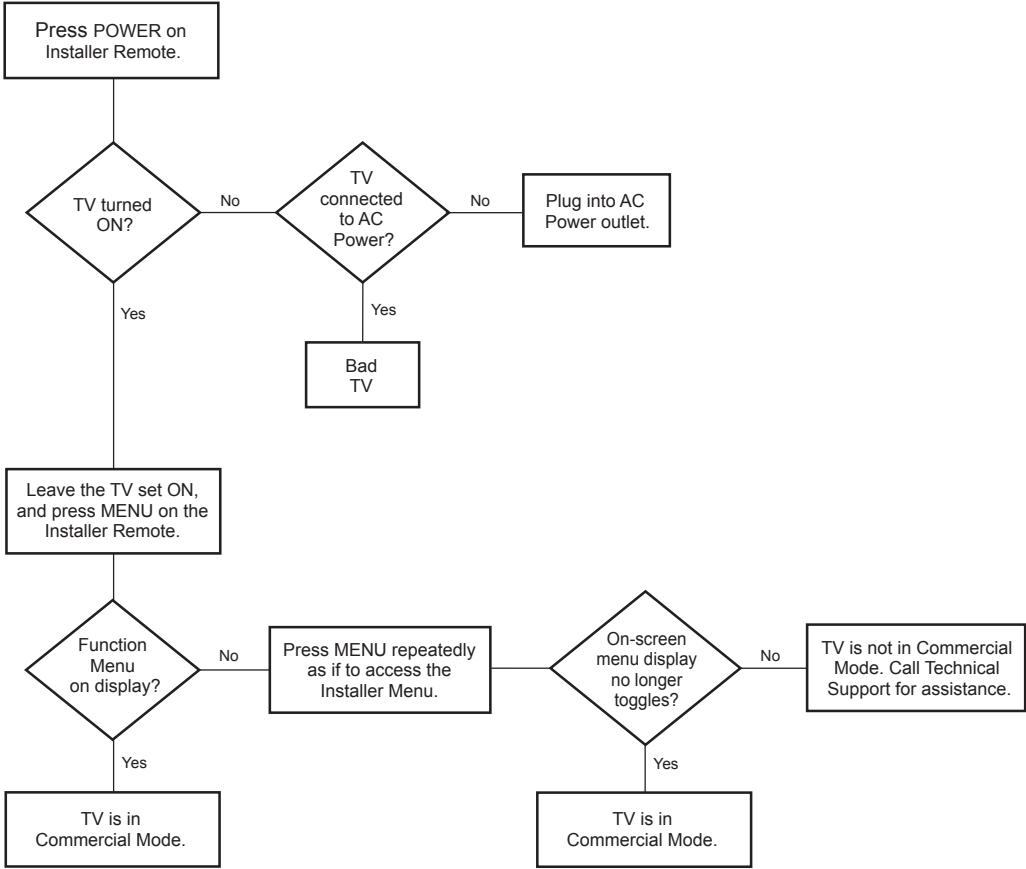 Press POWER on
Installer Remote.
TV turned
ON?
No
TV
connected
to AC
Power?
No
Plug into AC
Power outlet.
Yes
Yes
Bad
TV
Leave the TV set ON,
and press MENU on the
Installer Remote.
Function
Menu
on display?
No
Press MENU repeatedly
as if to access the
Installer Menu.
On-screen
menu display
no longer
toggles?
No
TV is not in Commercial
Mode. Call Technical
Support for assistance.
Yes
Yes
TV is in
Commercial Mode.
TV is in
Commercial Mode.